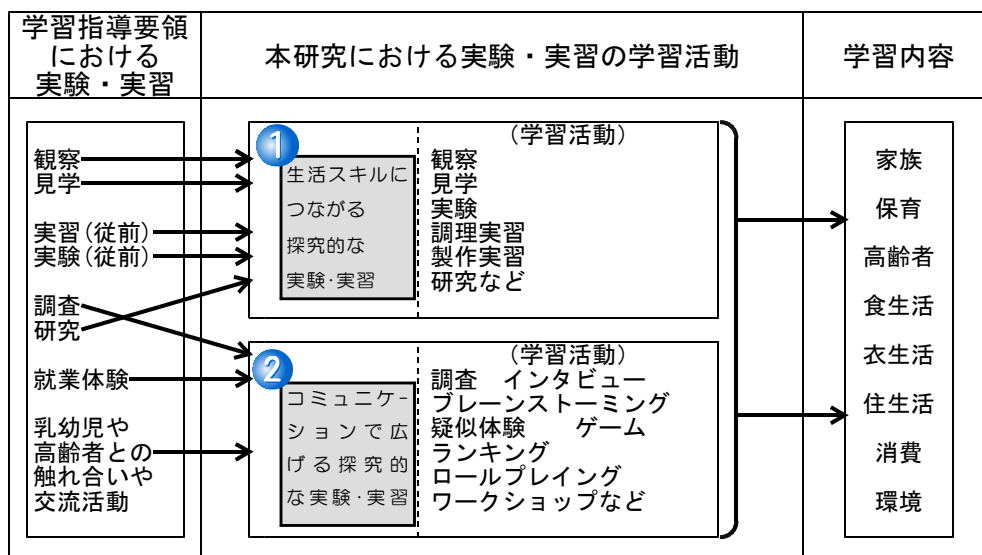 学習指導要領
における
実験・実習
本研究における実験・実習の学習活動
学習内容
観察
見学
実習(従前)
実験(従前)
調査
研究
就業体験
乳幼児や
高齢者との
触れ合いや
交流活動
1
生活スキルに
つながる
探究的な
実験・実習
(学習活動)
観察
見学
実験
調理実習
製作実習
研究など
2
コミュニケ-
ションで広
げる探究的
な実験・実習
(学習活動)
調査 インタビュー
ブレーンストーミング
疑似体験 ゲーム
ランキング
ロールプレイング
ワークショップなど
家族
保育
高齢者
食生活
衣生活
住生活
消費
環境